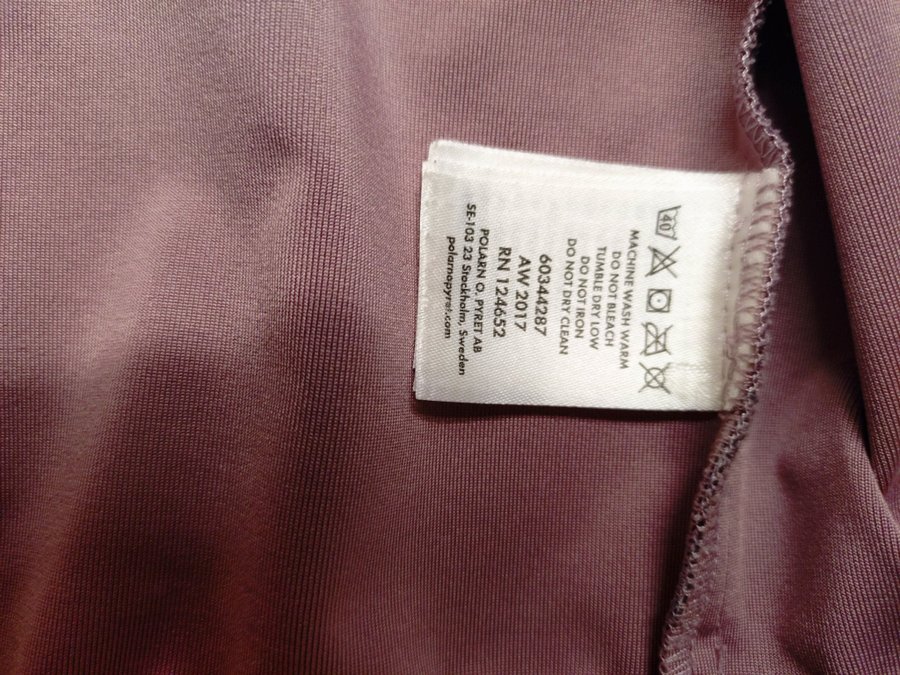 40
MACHINE WASH WARM
DO NOT BLEACH
TUMBLE DRY LOW
DO NOT IRON
DO NOT DRY CLEAN
60344287
AW 2017
RN 124652
POLARN O. PYRET AB
SE-103 23 Stockholm, Sweden
polarnopyret.com